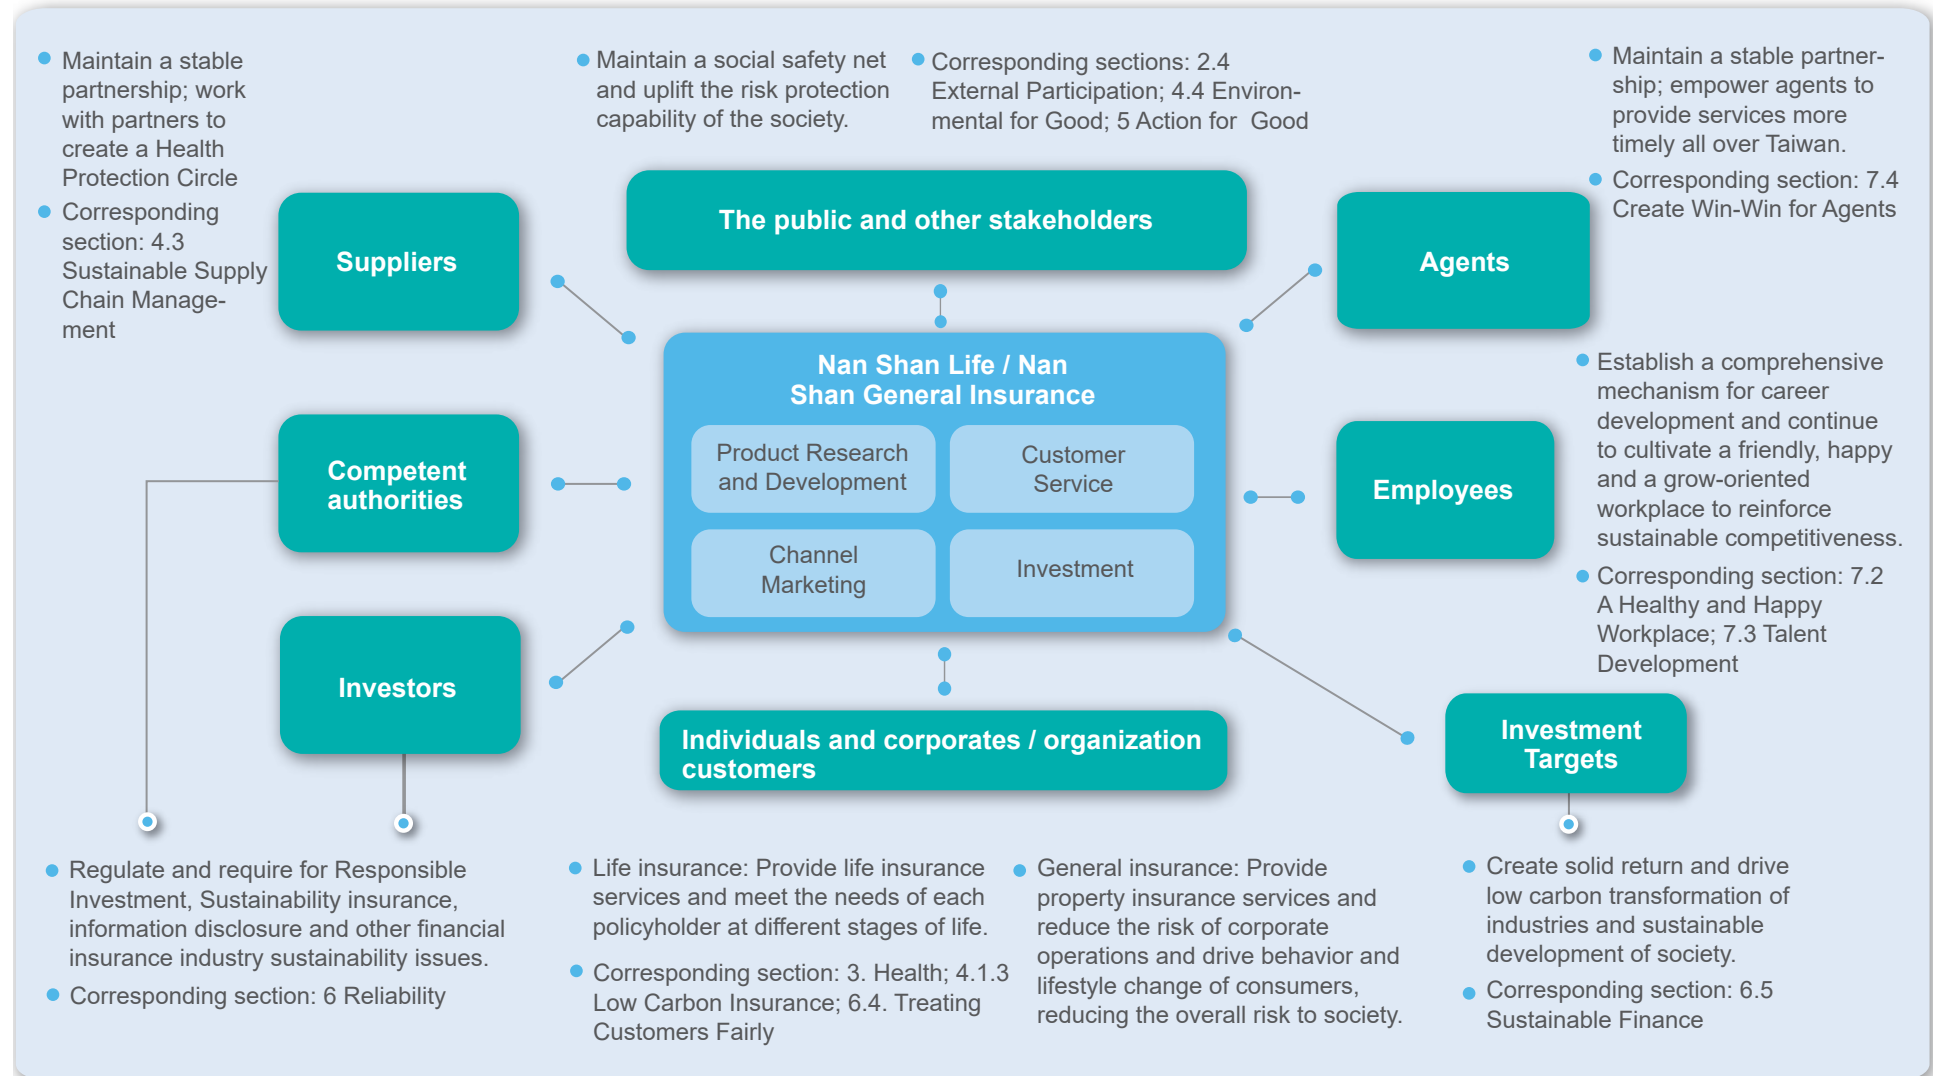 Maintain a stable
partnership; work
with partners to
create a Health
Protection Circle
Corresponding
section: 4.3
Sustainable Supply
Chain Manage-
ment
Suppliers
Maintain a social safety net
and uplift the risk protection
capability of the society.
Corresponding sections: 2.4
External Participation; 4.4 Environ-
mental for Good; 5 Action for Good
The public and other stakeholders
Maintain a stable partner-
ship; empower agents to
provide services more
timely all over Taiwan.
Corresponding section: 7.4
Create Win-Win for Agents
Agents
Nan Shan Life / Nan
Shan General Insurance
Product Research
and Development
Customer
Service
Channel
Marketing
Investment
Competent
authorities
Employees
Establish a comprehensive
mechanism for career
development and continue
to cultivate a friendly, happy
and a grow-oriented
workplace to reinforce
sustainable competitiveness.
Corresponding section: 7.2
A Healthy and Happy
Workplace; 7.3 Talent
Development
Investors
Individuals and corporates / organization
customers
Investment
Targets
Regulate and require for Responsible
Investment, Sustainability insurance,
information disclosure and other financial
insurance industry sustainability issues.
Corresponding section: 6 Reliability
Life insurance: Provide life insurance
services and meet the needs of each
policyholder at different stages of life.
Corresponding section: 3. Health; 4.1.3
Low Carbon Insurance; 6.4. Treating
Customers Fairly
General insurance: Provide
property insurance services and
reduce the risk of corporate
operations and drive behavior and
lifestyle change of consumers,
reducing the overall risk to society.
Create solid return and drive
low carbon transformation of
industries and sustainable
development of society.
Corresponding section: 6.5
Sustainable Finance